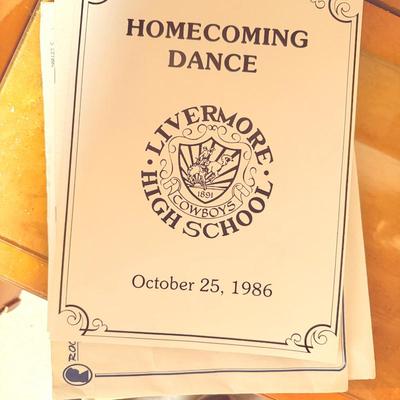 HOMECOMING
DANCE
· LIVERMORE ·
HIGH SCHOOL
1891
COWBOYS
October 25, 1986